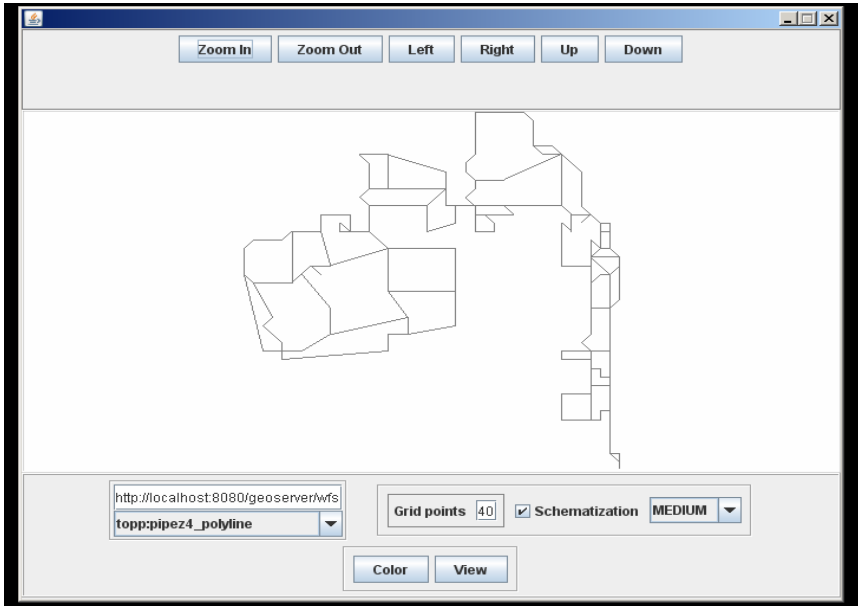 Zoom In Zoom Out Left Right Up Down
http://localhost:8080/geoserver/wfs
topp:pipez4_polyline
Grid points 40 Schematization MEDIUM
Color View